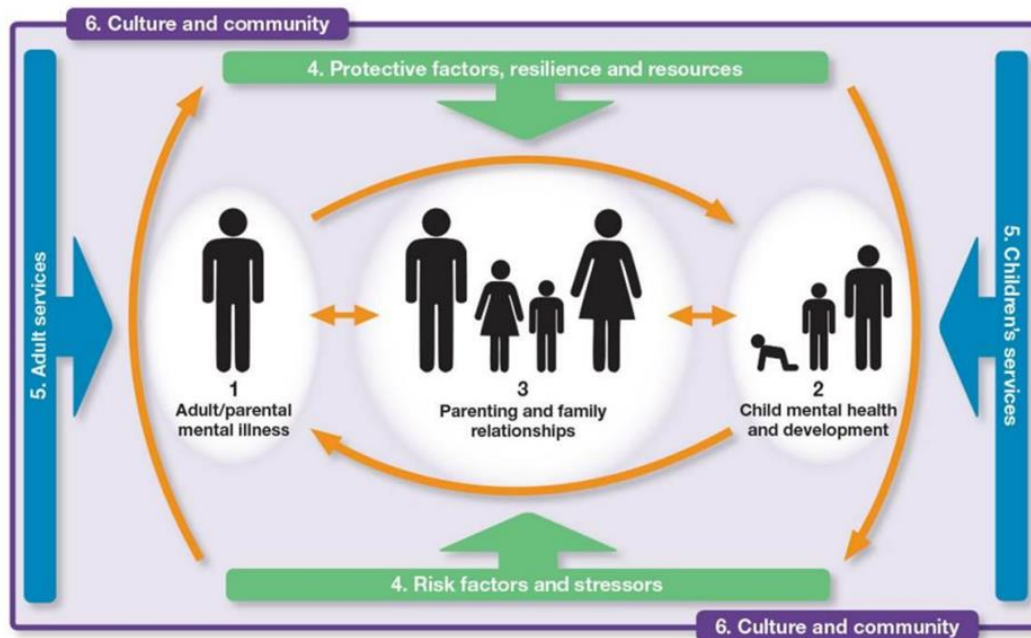 6. Culture and community
4. Protective factors, resilience and resources
5. Adult services
5. Children's services
1
Adult/parental
mental illness
3
Parenting and family
relationships
2
Child mental health
and development
4. Risk factors and stressors
6. Culture and community